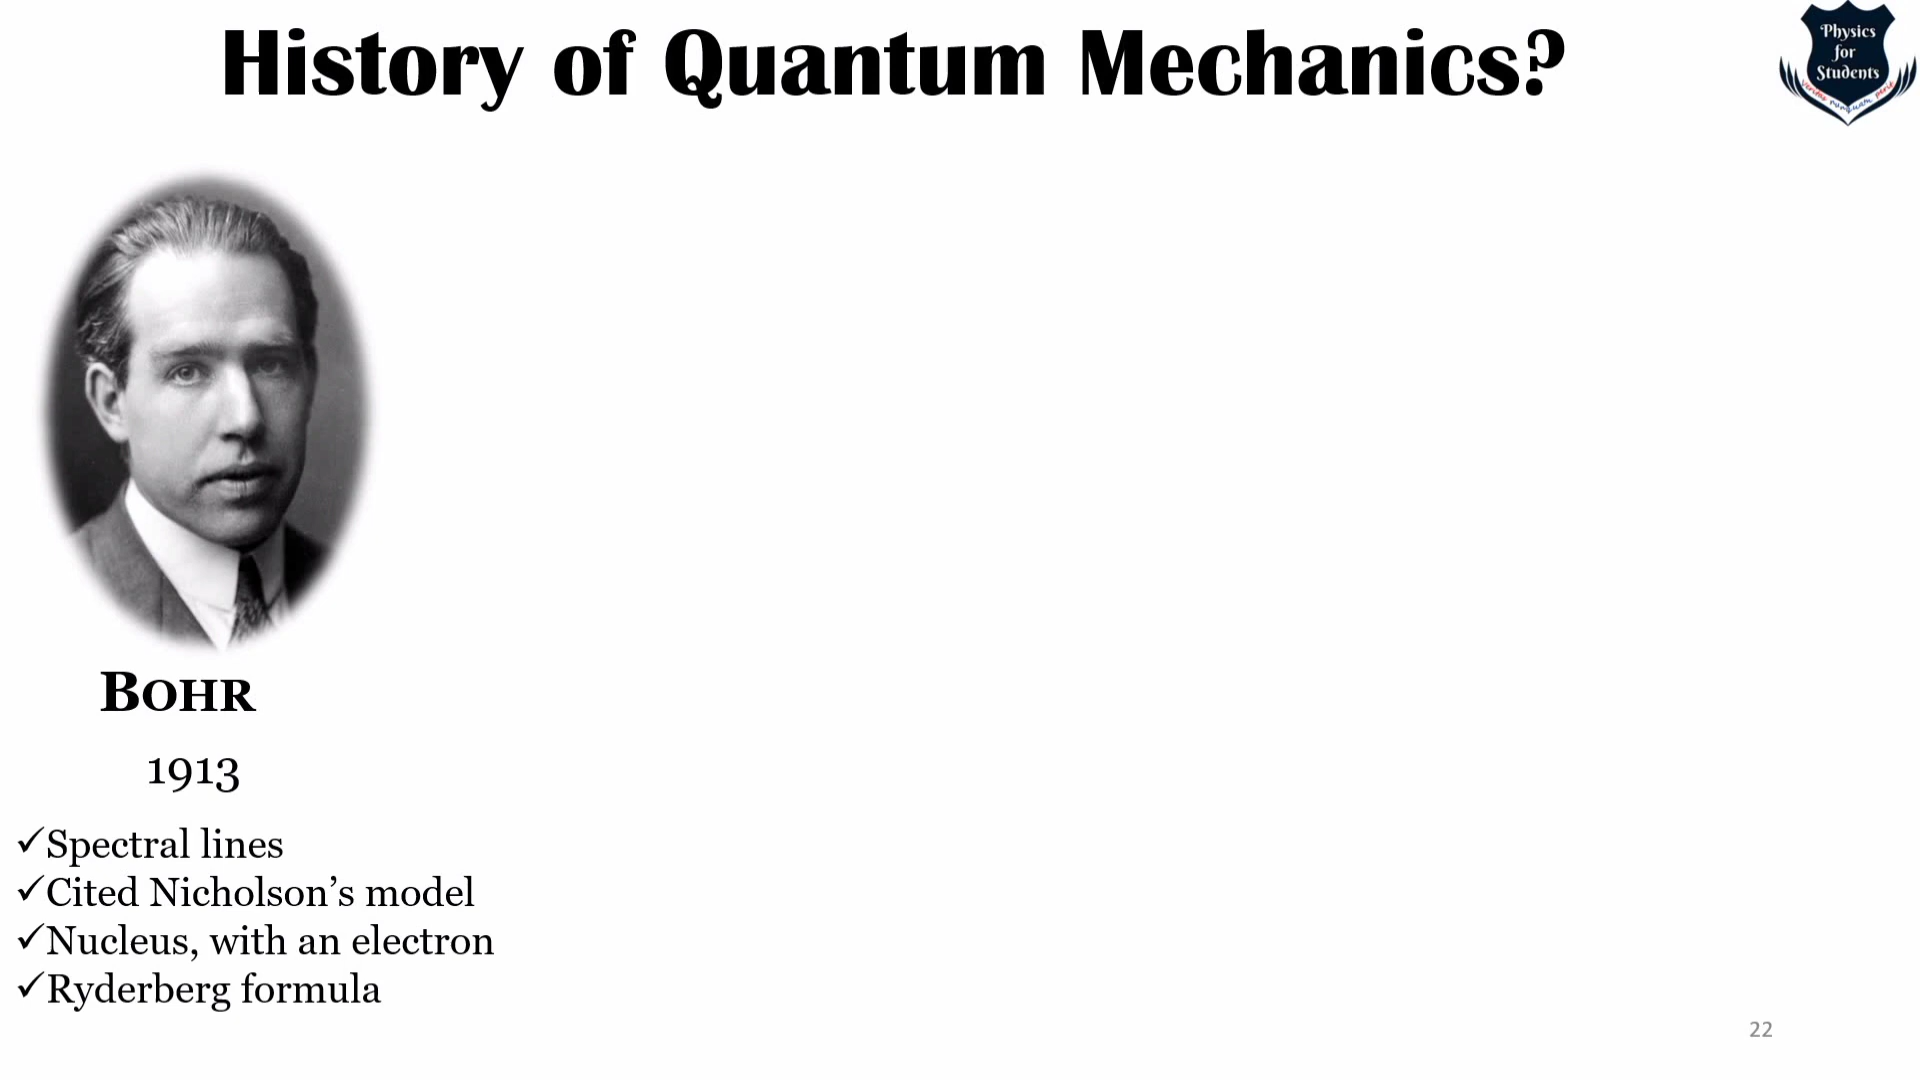 History of Quantum Mechanics?
Physics
for
Students
BOHR
1913
✓Spectral lines
✓Cited Nicholson’s model
✓Nucleus, with an electron
✓Ryderberg formula
22